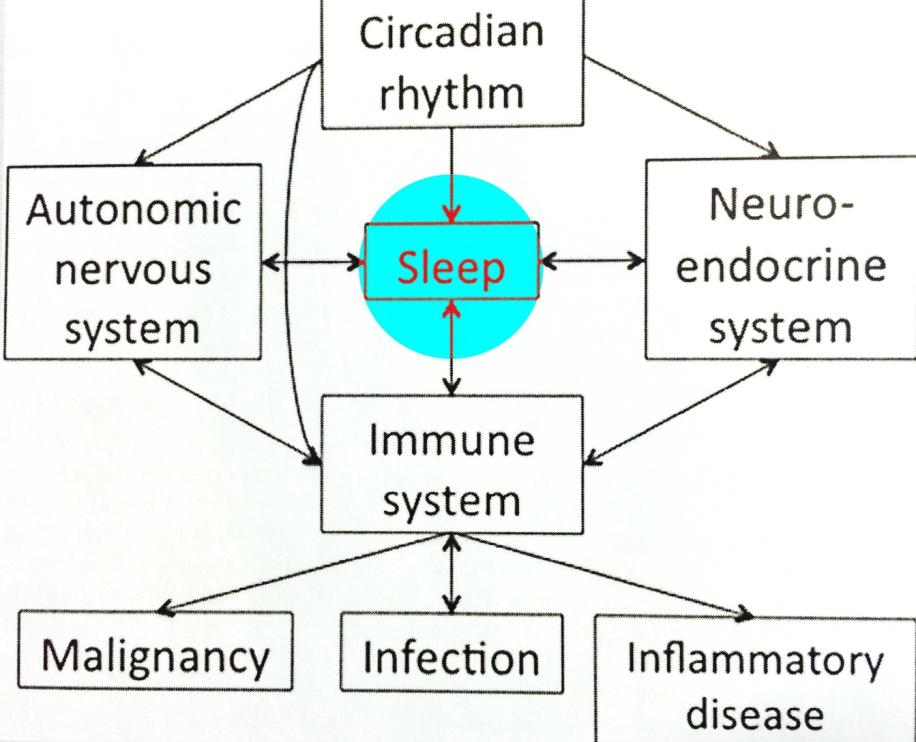 Circadian
rhythm
Autonomic
nervous
system
Sleep
Neuro-
endocrine
system
Immune
system
Malignancy
Infection
Inflammatory
disease